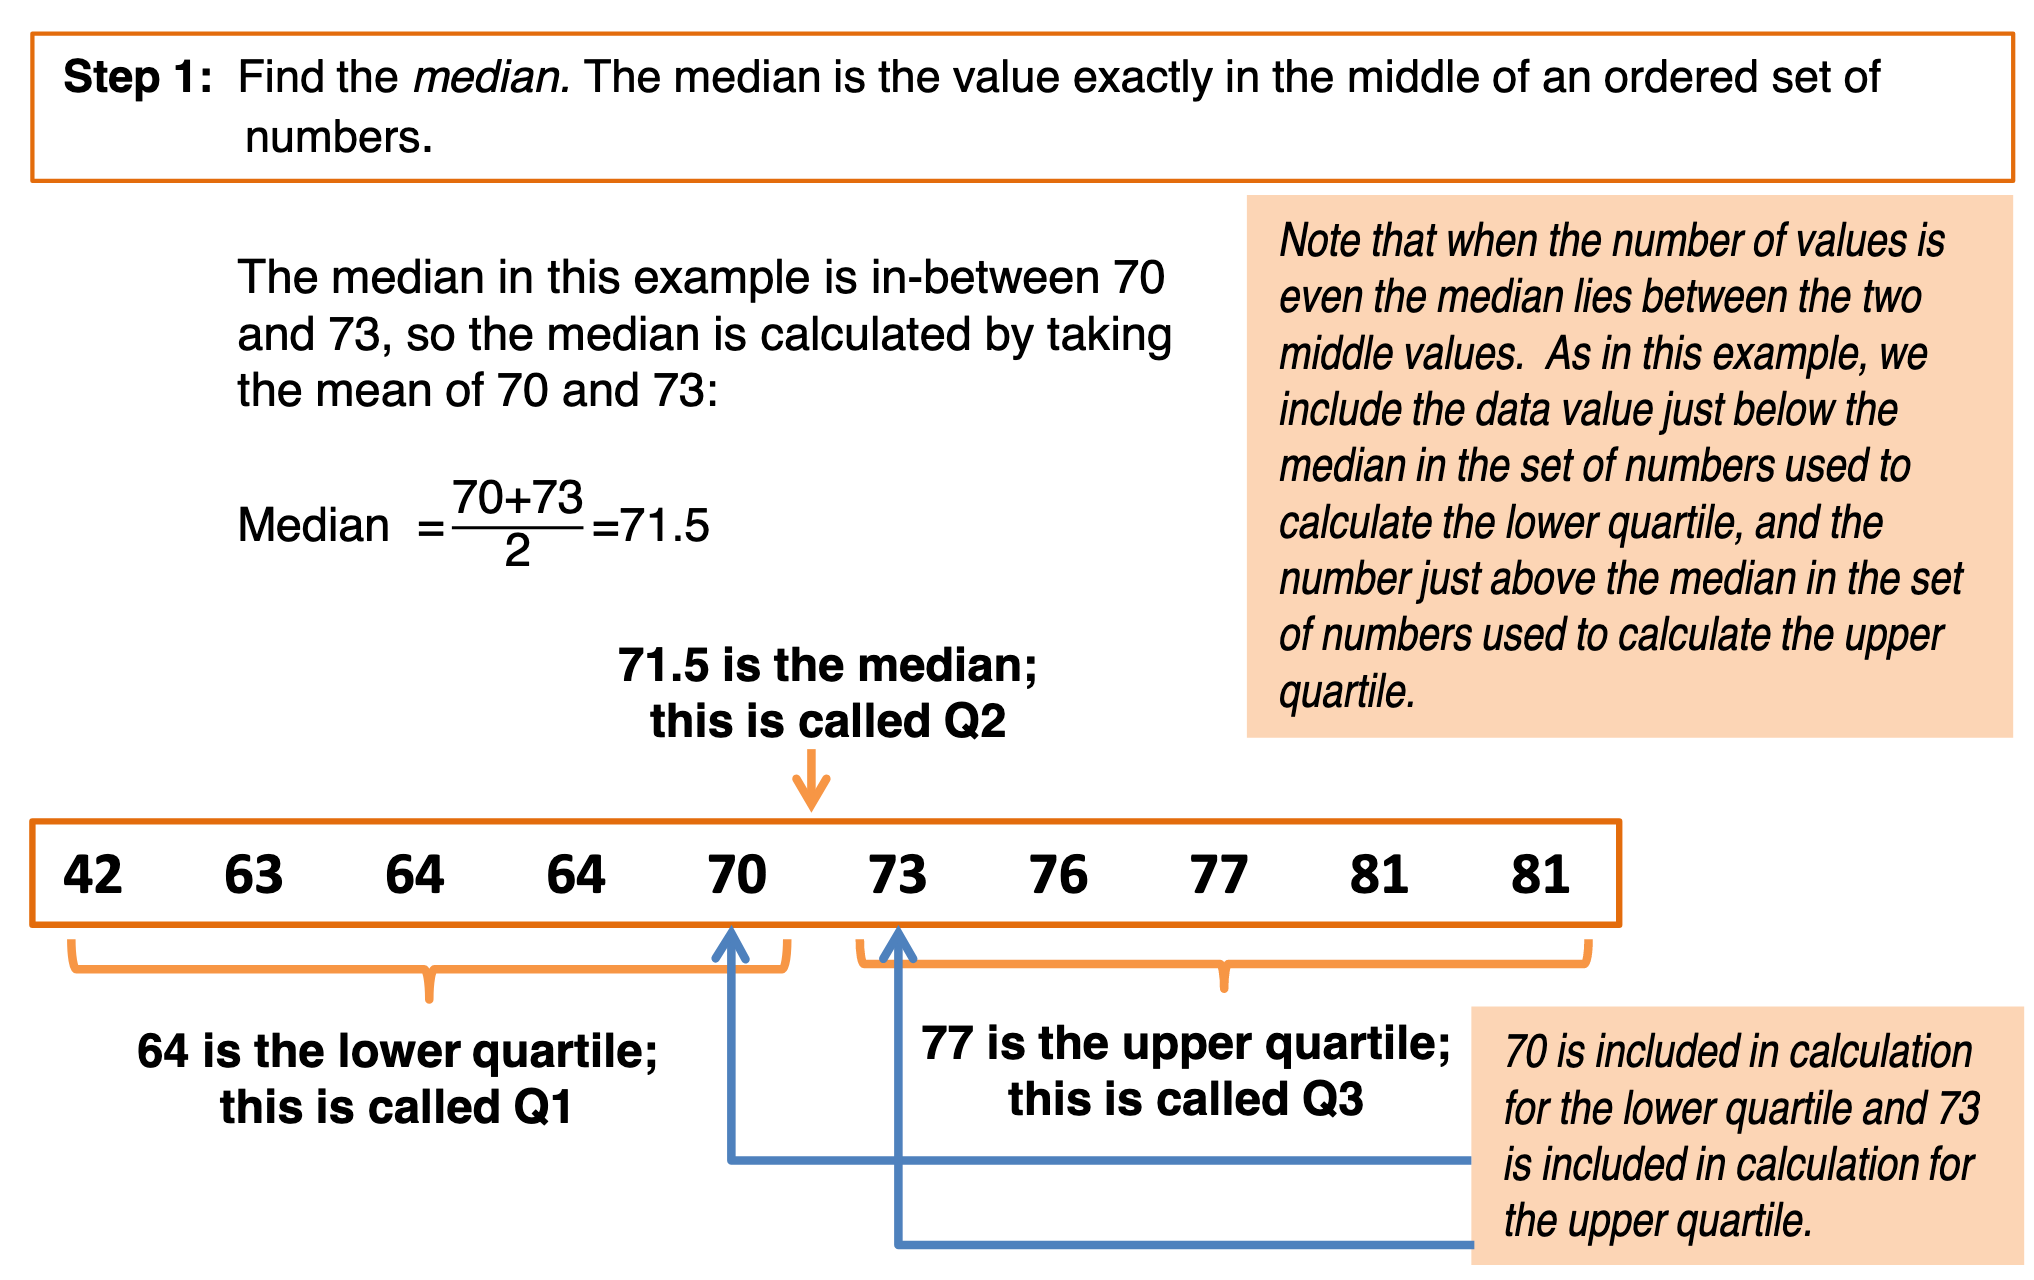 Step 1: Find the median. The median is the value exactly in the middle of an ordered set of
numbers.
The median in this example is in-between 70
and 73, so the median is calculated by taking
the mean of 70 and 73:
Median = 70+73 / 2 =71.5
Note that when the number of values is
even the median lies between the two
middle values. As in this example, we
include the data value just below the
median in the set of numbers used to
calculate the lower quartile, and the
number just above the median in the set
of numbers used to calculate the upper
quartile.
71.5 is the median;
this is called Q2
42 63 64 64 70 73 76 77 81 81
64 is the lower quartile;
this is called Q1
77 is the upper quartile;
this is called Q3
70 is included in calculation
for the lower quartile and 73
is included in calculation for
the upper quartile.